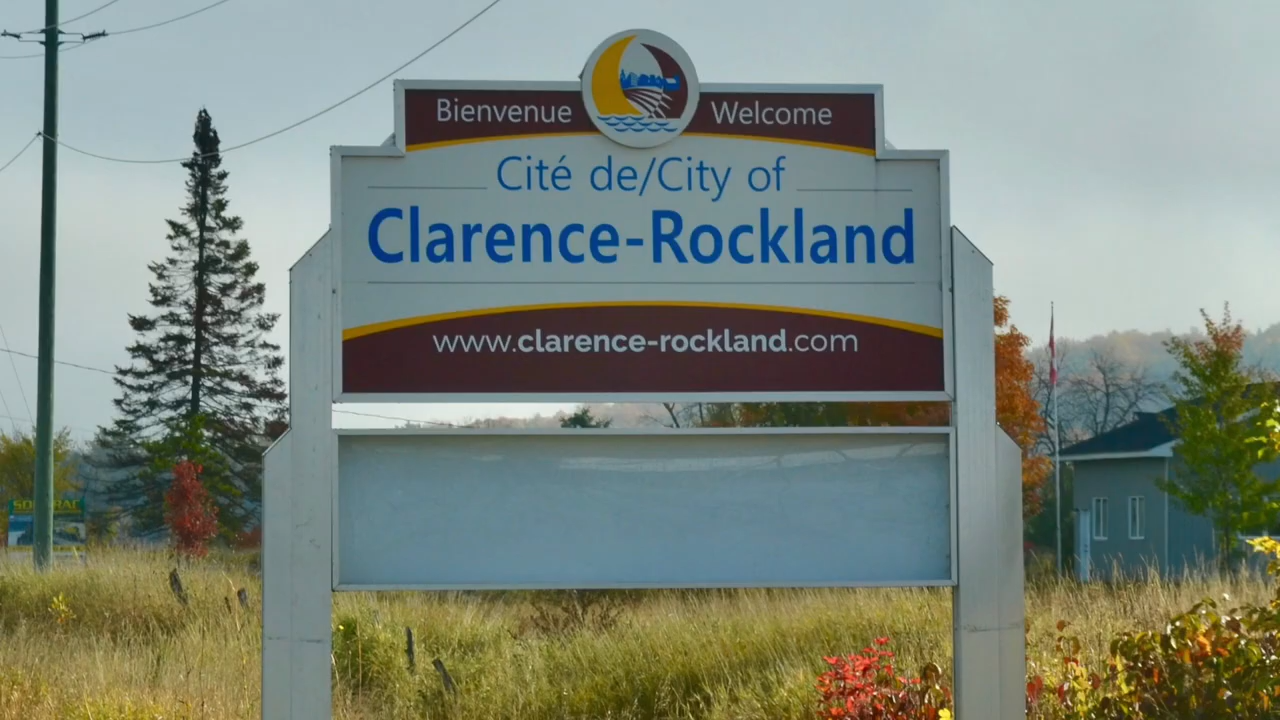 Bienvenue Welcome
Cité de/City of
Clarence-Rockland
www.clarence-rockland.com